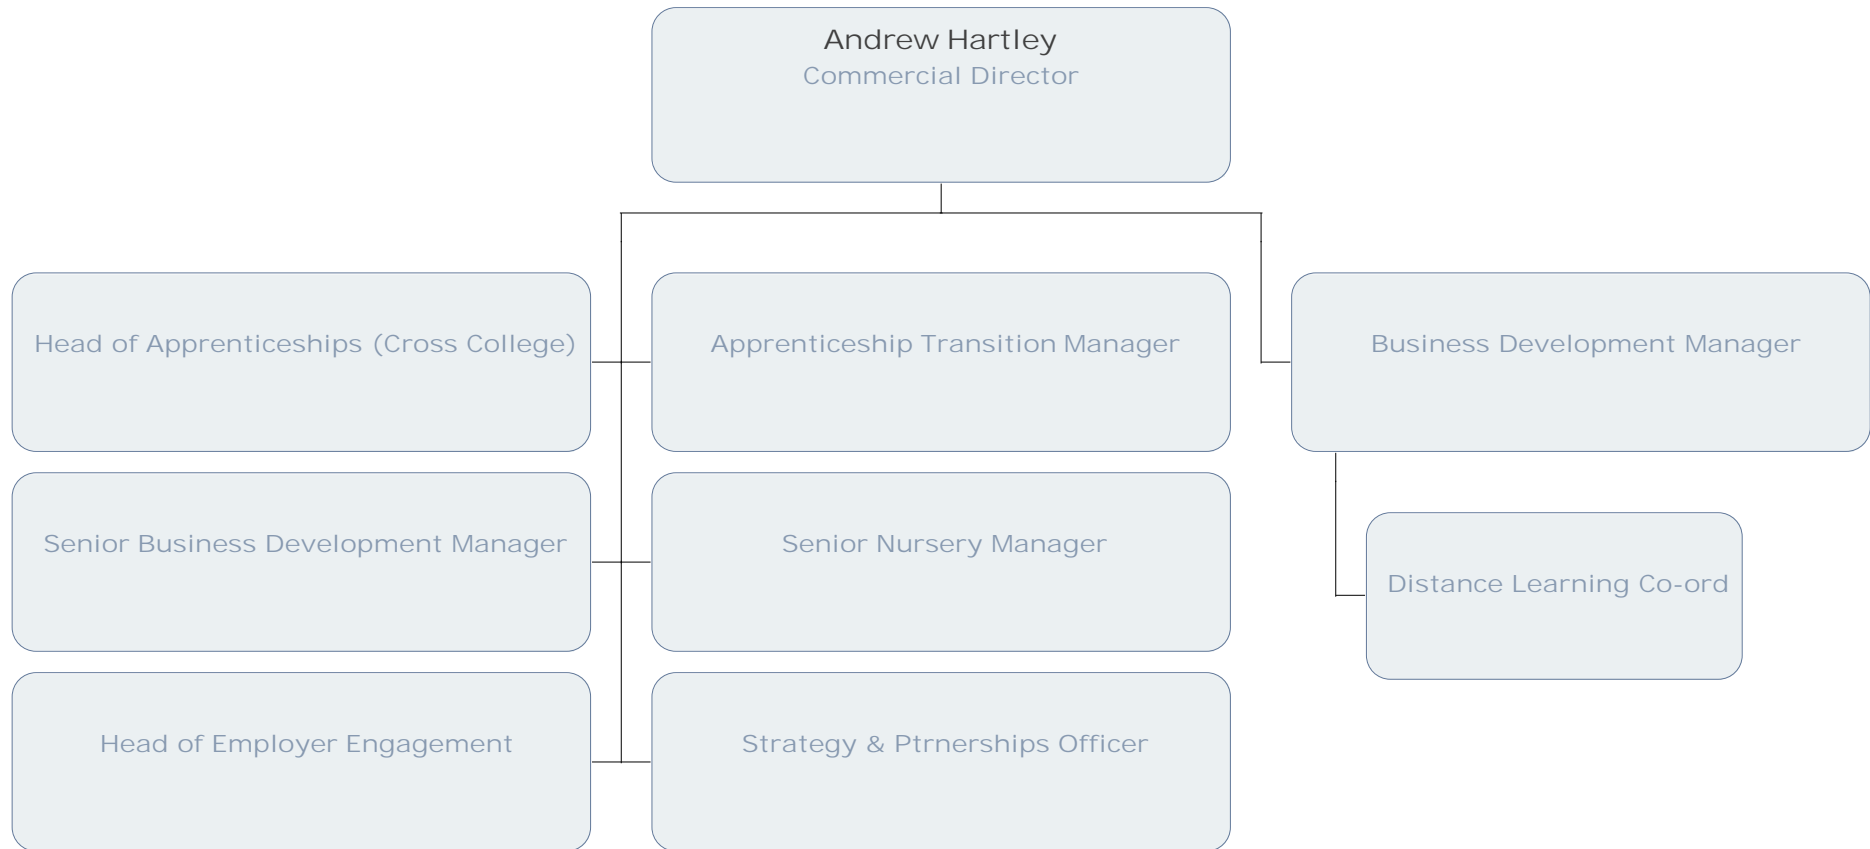 Andrew Hartley
Commercial Director
Head of Apprenticeships (Cross College)
Apprenticeship Transition Manager
Business Development Manager
Senior Business Development Manager
Senior Nursery Manager
Distance Learning Co-ord
Head of Employer Engagement
Strategy & Ptrnerships Officer